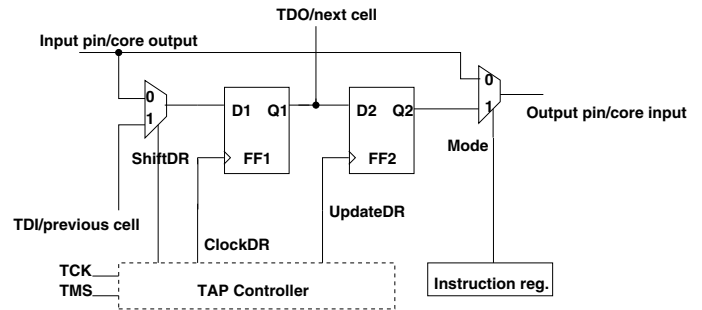 TDO/next cell
Input pin/core output
0
1
D1 Q1
FF1
D2 Q2
FF2
0
1
Output pin/core input
Mode
ShiftDR
TDI/previous cell
UpdateDR
ClockDR
TCK
TMS
TAP Controller
Instruction reg.